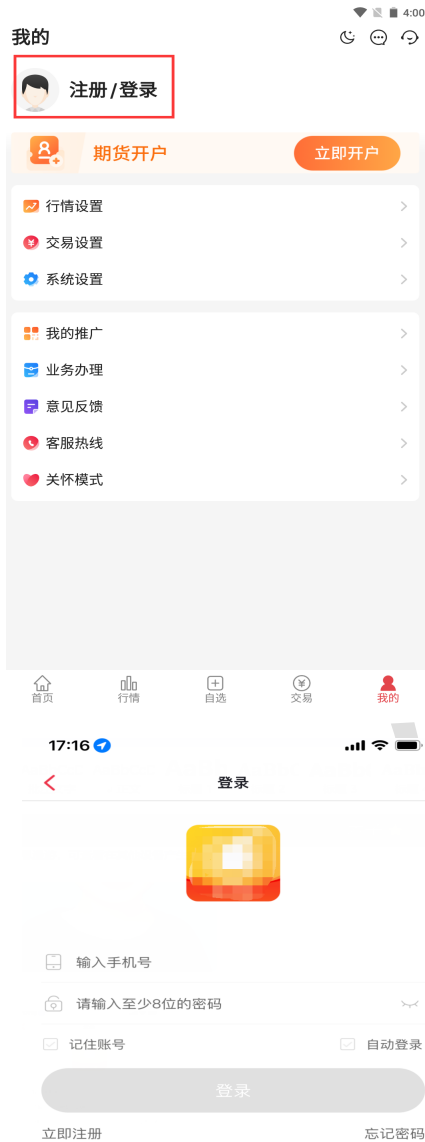 4:00
我的
注册/登录
期货开户 立即开户
行情设置
交易设置
系统设置
我的推广
业务办理
意见反馈
客服热线
关怀模式
首页 行情 自选 交易 我的
17:16
登录
输入手机号
请输入至少8位的密码
记住账号 自动登录
登录
立即注册 忘记密码